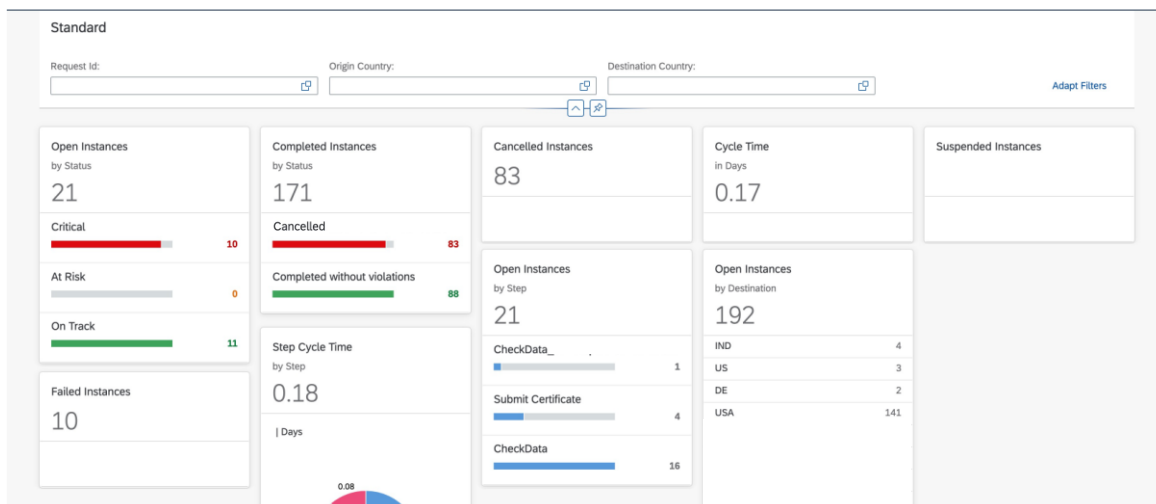 Standard
Request Id:
Origin Country:
Destination Country:
Adapt Filters
Open Instances
by Status
21
Critical
10
At Risk
0
On Track
11
Failed Instances
10
Completed Instances
by Status
171
Cancelled
83
Completed without violations
88
Step Cycle Time
by Step
0.18
| Days
0.08
Cancelled Instances
83
Open Instances
by Step
21
CheckData_
1
Submit Certificate
4
CheckData
16
Cycle Time
in Days
0.17
Open Instances
by Destination
192
IND 4
US 3
DE 2
USA 141
Suspended Instances